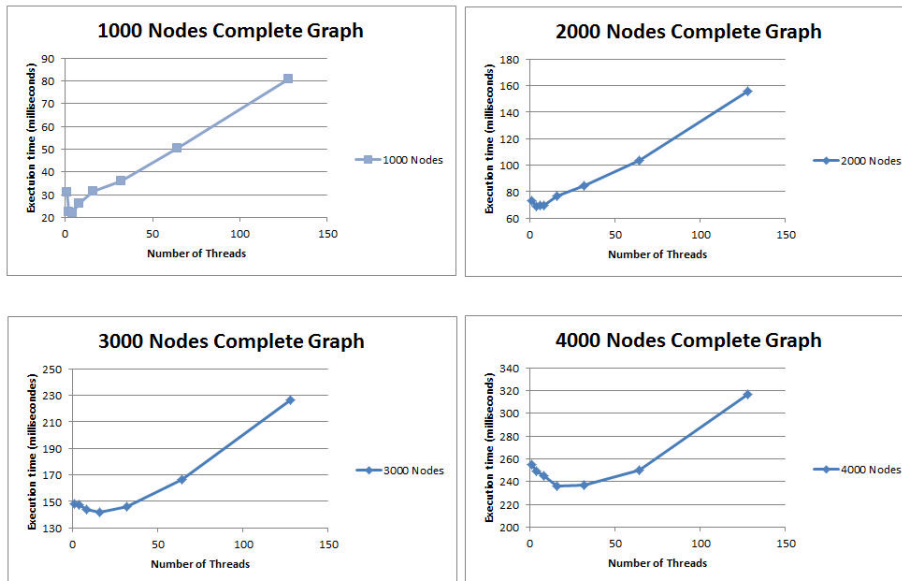 1000 Nodes Complete Graph
Exectuion time (milliseconds)
90
80
70
60
50
40
30
20
0
50
100
150
Number of Threads
1000 Nodes
2000 Nodes Complete Graph
Execution time (milliseconds)
180
160
140
120
100
80
60
0
50
100
150
Number of Threads
2000 Nodes
3000 Nodes Complete Graph
Execution time (millisecondes)
250
230
210
190
170
150
130
0
50
100
150
Number of Threads
3000 Nodes
4000 Nodes Complete Graph
Execution time (milliseconds)
340
320
300
280
260
240
220
200
0
50
100
150
Number of Threads
4000 Nodes